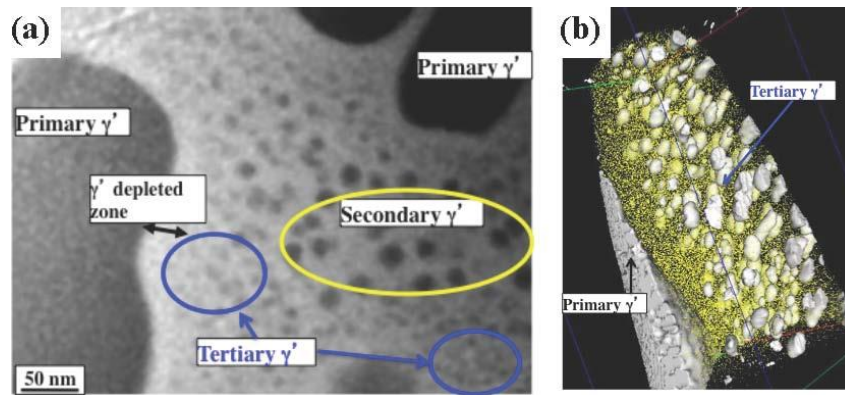 (a)
Primary γ'
Primary γ'
γ' depleted
zone
Secondary γ'
Tertiary γ'
50 nm
(b)
Tertiary γ'
Primary γ'